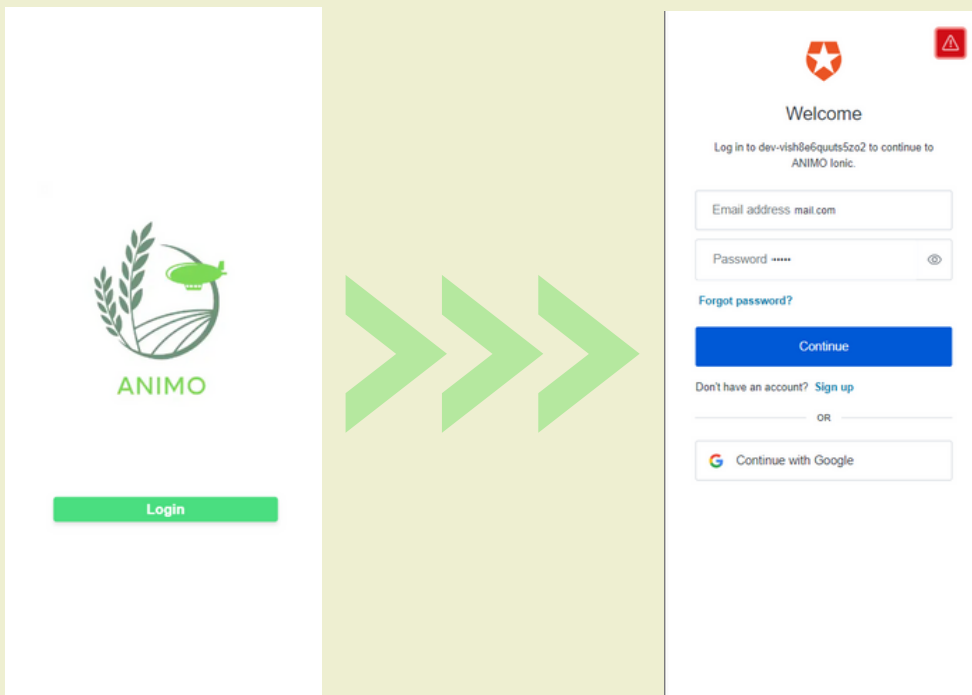 ANIMO
Login
Welcome
Log in to dev-vish8e6quuts5zo2 to continue to
ANIMO Ionic.
Email address mail.com
Password ••••••
Forgot password?
Continue
Don't have an account? Sign up
OR
Continue with Google